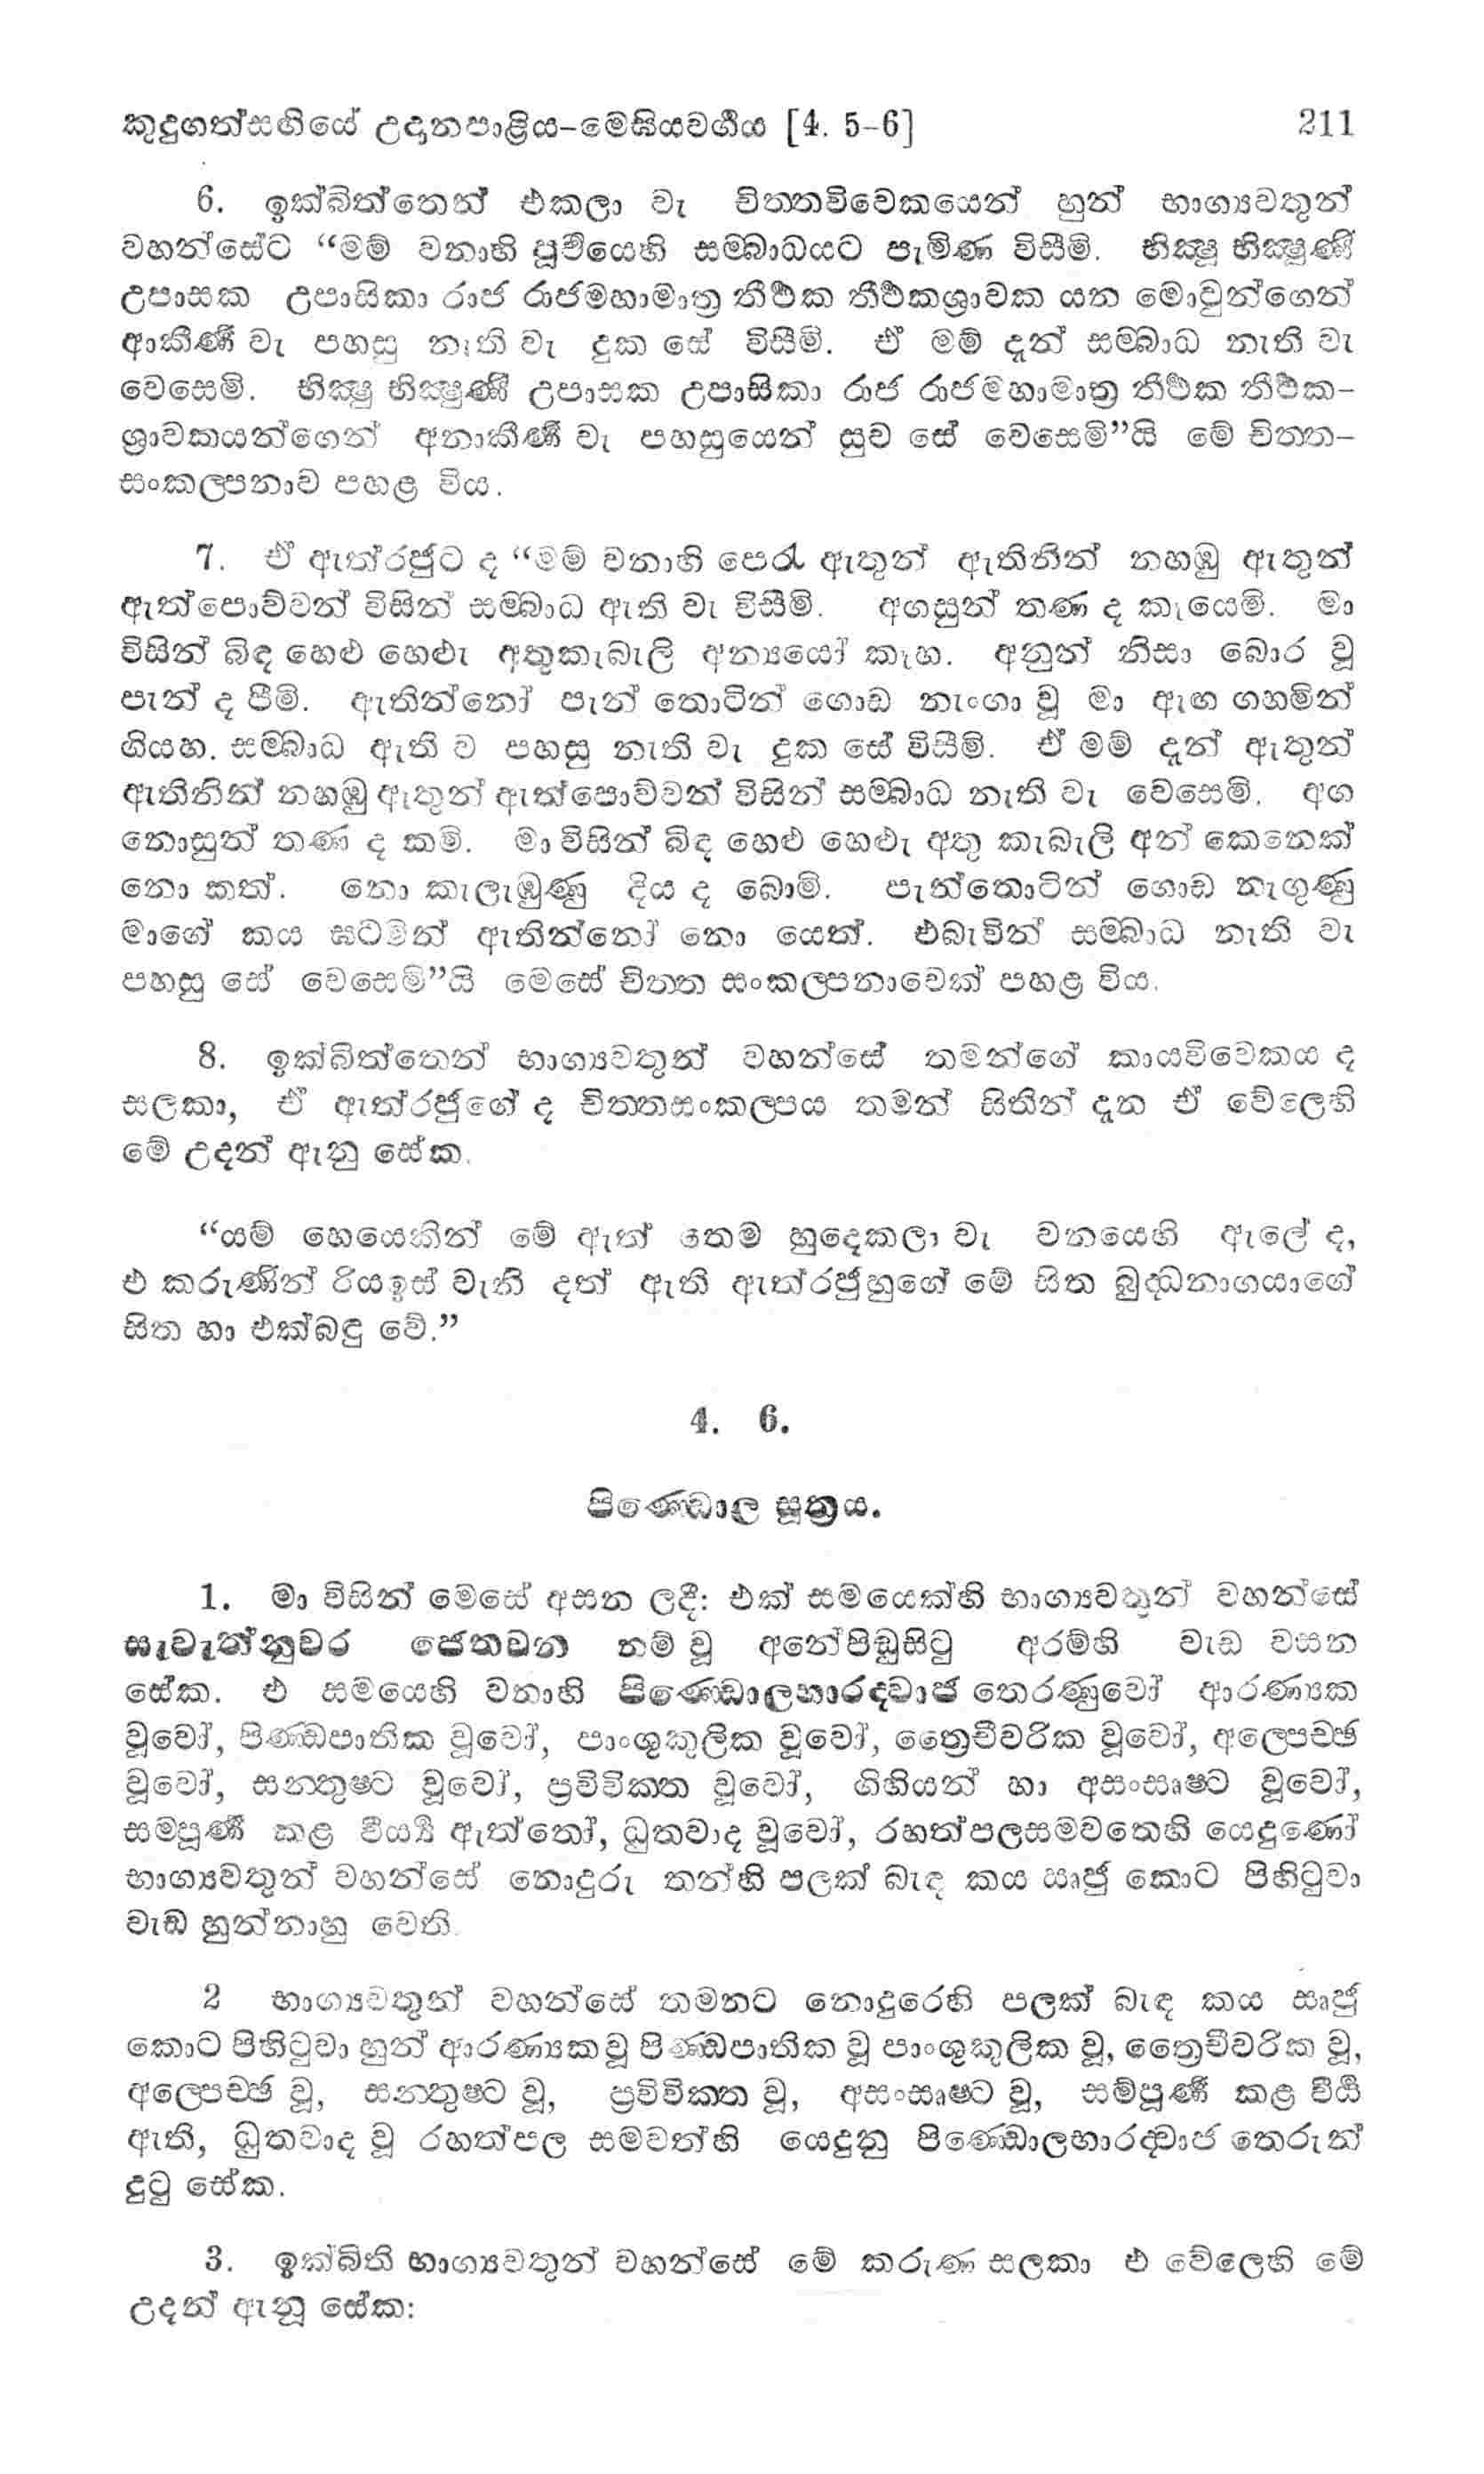 කුදුගත්සඟියේ උදානපාළිය-මෙඝියවර්ගය [4. 5-6] 211
6. ඉක්බිත්තෙන් එකලා වැ චිත්තවිවෙකයෙන් හුන් භාග්‍යවතුන්
වහන්සේට “මම් වනාහි පූර්වයෙහි සම්බාධයට පැමිණ විසීමි. භික්‍ෂූ භික්‍ෂුණී
උපාසක උපාසිකා රාජ රාජමහාමාත්‍ර තීර්ථක තීර්ථකශ්‍රාවක යන මොවුන්ගෙන්
ආකීර්ණ වැ පහසු නැති වැ දුක සේ විසීමි. ඒ මම් දැන් සම්බාධ නැති වැ
වෙසෙමි. භික්‍ෂු භික්‍ෂුණී උපාසක උපාසිකා රාජ රාජමහාමාත්‍ර තීර්ථක තීර්ථක-
ශ්‍රාවකයන්ගෙන් අනාකීර්ණ වැ පහසුයෙන් සුව සේ වෙසෙමි”යි මේ චිත්ත-
සංකල්පනාව පහළ විය.
7. ඒ ඇත්රජුට ද “මම් වනාහි පෙරැ ඇතුන් ඇතිනින් නහඹු ඇතුන්
ඇත්පොව්වන් විසින් සම්බාධ ඇති වැ විසීමි. අගසුන් තණ ද කැයෙමි. මා
විසින් බිඳ හෙළු හෙළුැ අතුකැබැලි අන්‍යයෝ කෑහ. අනුන් නිසා බොර වූ
පැන් ද පීමි. ඇතින්නෝ පැන් තොටින් ගොඩ නැංගා වූ මා ඇඟ ගහමින්
ගියහ. සම්බාධ ඇති ව පහසු නැති වැ දුක සේ විසීමි. ඒ මම් දැන් ඇතුන්
ඇතිනින් නහඹු ඇතුන් ඇත්පොව්වන් විසින් සම්බාධ නැති වැ වෙසෙමි. අග
නොසුන් තණ ද කමි. මා විසින් බිඳ හෙළු හෙළුැ අතු කැබැලි අන් කෙනෙක්
නො කත්. නො කැලැඹුණු දිය ද බොමි. පැන්තොටින් ගොඩ නැගුණු
මාගේ කය ඝටමින් ඇතින්නෝ නො යෙත්. එබැවින් සම්බාධ නැති වැ
පහසු සේ වෙසෙමි”යි මෙසේ චිත්ත සංකල්පනාවෙක් පහළ විය.
8. ඉක්බිත්තෙන් භාග්‍යවතුන් වහන්සේ තමන්ගේ කායවිවෙකය ද
සලකා, ඒ ඇත්රජුගේ ද චිත්තසංකල්පය තමන් සිතින් දැන ඒ වේලෙහි
මේ උදන් ඇනු සේක.
“යම් හෙයෙකින් මේ ඇත් තෙම හුදෙකලා වැ වනයෙහි ඇලේ ද,
එ කරුණින් රියඉස් වැනි දත් ඇති ඇත්රජුහුගේ මේ සිත බුද්ධනාගයාගේ
සිත හා එක්බඳු වේ.”
4. 6.
පිණ්ඩොල සූත්‍රය.
1. මා විසින් මෙසේ අසන ලදී: එක් සමයෙක්හි භාග්‍යවතුන් වහන්සේ
සැවැත්නුවර ජෙතවන නම් වූ අනේපිඬුසිටු අරම්හි වැඩ වසන
සේක. එ සමයෙහි වනාහි පිණ්ඩොලභාරද්වාජ තෙරණුවෝ ආරණ්‍යක
වූවෝ, පිණ්ඩපාතික වූවෝ, පාංශුකූලික වූවෝ, ත්‍රෛචීවරික වූවෝ, අල්පෙච්ඡ
වූවෝ, සන්තුෂ්ට වූවෝ, ප්‍රවිවික්ත වූවෝ, ගිහියන් හා අසංසෘෂ්ට වූවෝ,
සම්පූර්ණ කළ වීර්‍ය්‍ය ඇත්තෝ, ධුතවාද වූවෝ, රහත්පලසමවතෙහි යෙදුණෝ
භාග්‍යවතුන් වහන්සේ නොදුරු තන්හි පලක් බැඳ කය සෘජු කොට පිහිටුවා
වැඩ හුන්නාහු වෙති.
2 භාග්‍යවතුන් වහන්සේ තමනට නොදුරෙහි පලක් බැඳ කය සෘජු
කොට පිහිටුවා හුන් ආරණ්‍යක වූ පිණ්ඩපාතික වූ පාංශුකූලික වූ, ත්‍රෛචීවරික වූ,
අල්පෙච්ඡ වූ, සන්තුෂ්ට වූ, ප්‍රවිවික්ත වූ, අසංසෘෂ්ට වූ, සම්පූර්ණ කළ වීර්‍ය
ඇති, ධුතවාද වූ රහත්පල සමවත්හි යෙදුනු පිණ්ඩොලභාරද්වාජ තෙරුන්
දුටු සේක.
3. ඉක්බිති භාග්‍යවතුන් වහන්සේ මේ කරුණ සලකා එ වේලෙහි මේ
උදන් ඇනූ සේක: